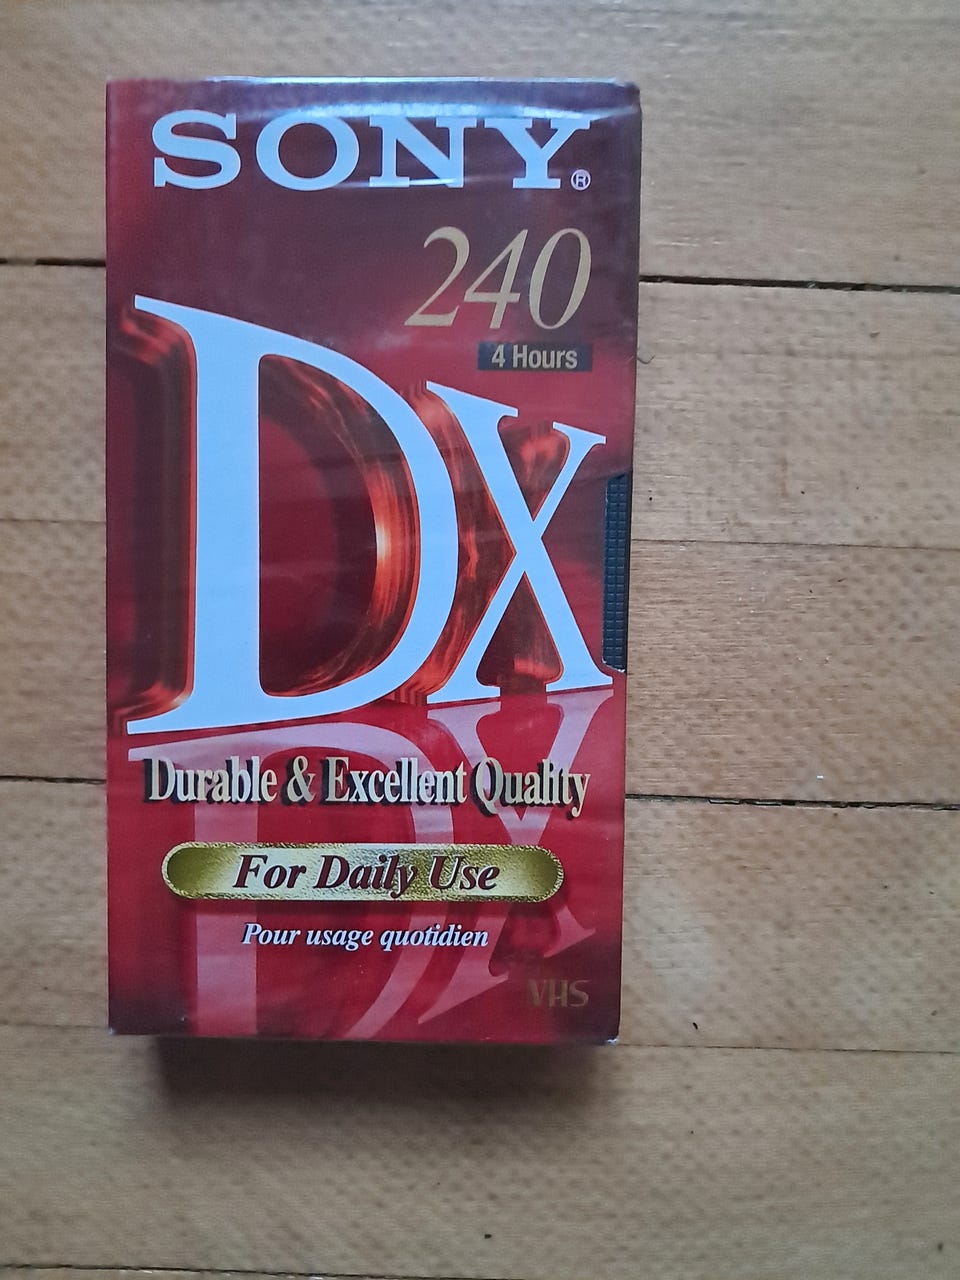 SONY®
240
4 Hours
DX
Durable & Excellent Quality
For Daily Use
Pour usage quotidien
VHS